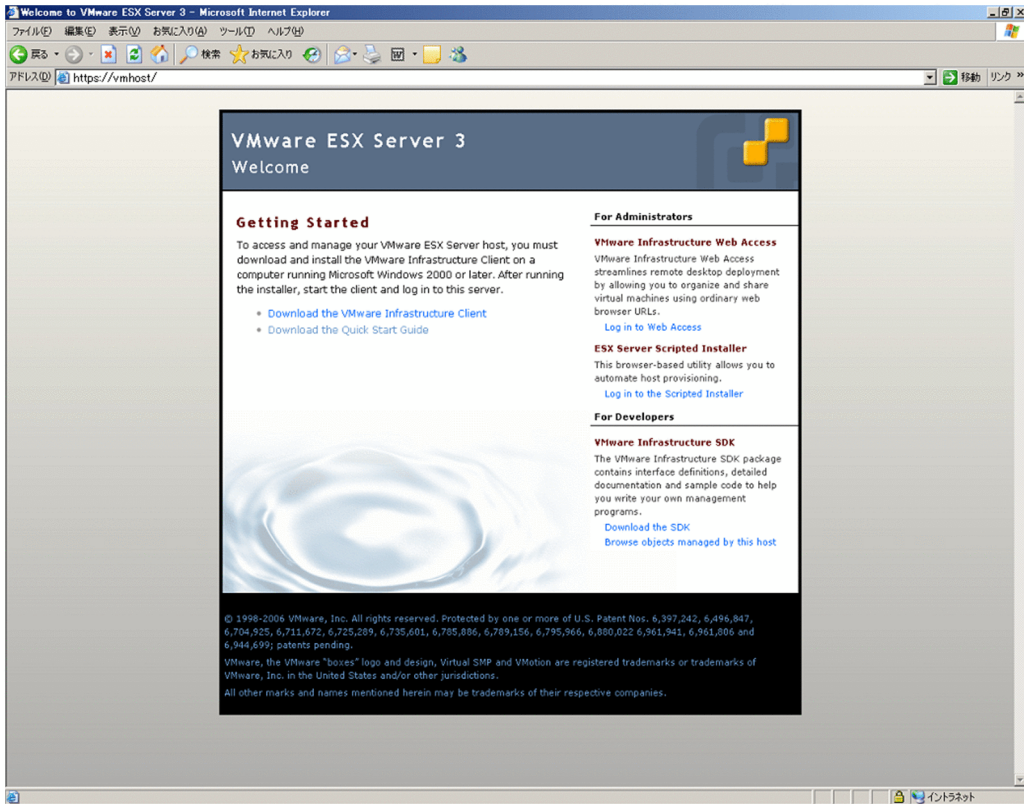 Welcome to VMware ESX Server 3 - Microsoft Internet Explorer
ファイル(F) 編集(E) 表示(V) お気に入り(A) ツール(T) ヘルプ(H)
戻る 検索 お気に入り
アドレス(D) https://vmhost/ 移動 リンク »
VMware ESX Server 3
Welcome
Getting Started
To access and manage your VMware ESX Server host, you must
download and install the VMware Infrastructure Client on a
computer running Microsoft Windows 2000 or later. After running
the installer, start the client and log in to this server.
• Download the VMware Infrastructure Client
• Download the Quick Start Guide
For Administrators
VMware Infrastructure Web Access
VMware Infrastructure Web Access
streamlines remote desktop deployment
by allowing you to organize and share
virtual machines using ordinary web
browser URLs.
Log in to Web Access
ESX Server Scripted Installer
This browser-based utility allows you to
automate host provisioning.
Log in to the Scripted Installer
For Developers
VMware Infrastructure SDK
The VMware Infrastructure SDK package
contains interface definitions, detailed
documentation and sample code to help
you write your own management
programs.
Download the SDK
Browse objects managed by this host
© 1998-2006 VMware, Inc. All rights reserved. Protected by one or more of U.S. Patent Nos. 6,397,242, 6,496,847,
6,704,925, 6,711,672, 6,725,289, 6,735,601, 6,785,886, 6,789,156, 6,795,966, 6,880,022 6,961,941, 6,961,806 and
6,944,699; patents pending.
VMware, the VMware "boxes" logo and design, Virtual SMP and VMotion are registered trademarks or trademarks of
VMware, Inc. in the United States and/or other jurisdictions.
All other marks and names mentioned herein may be trademarks of their respective companies.
イントラネット